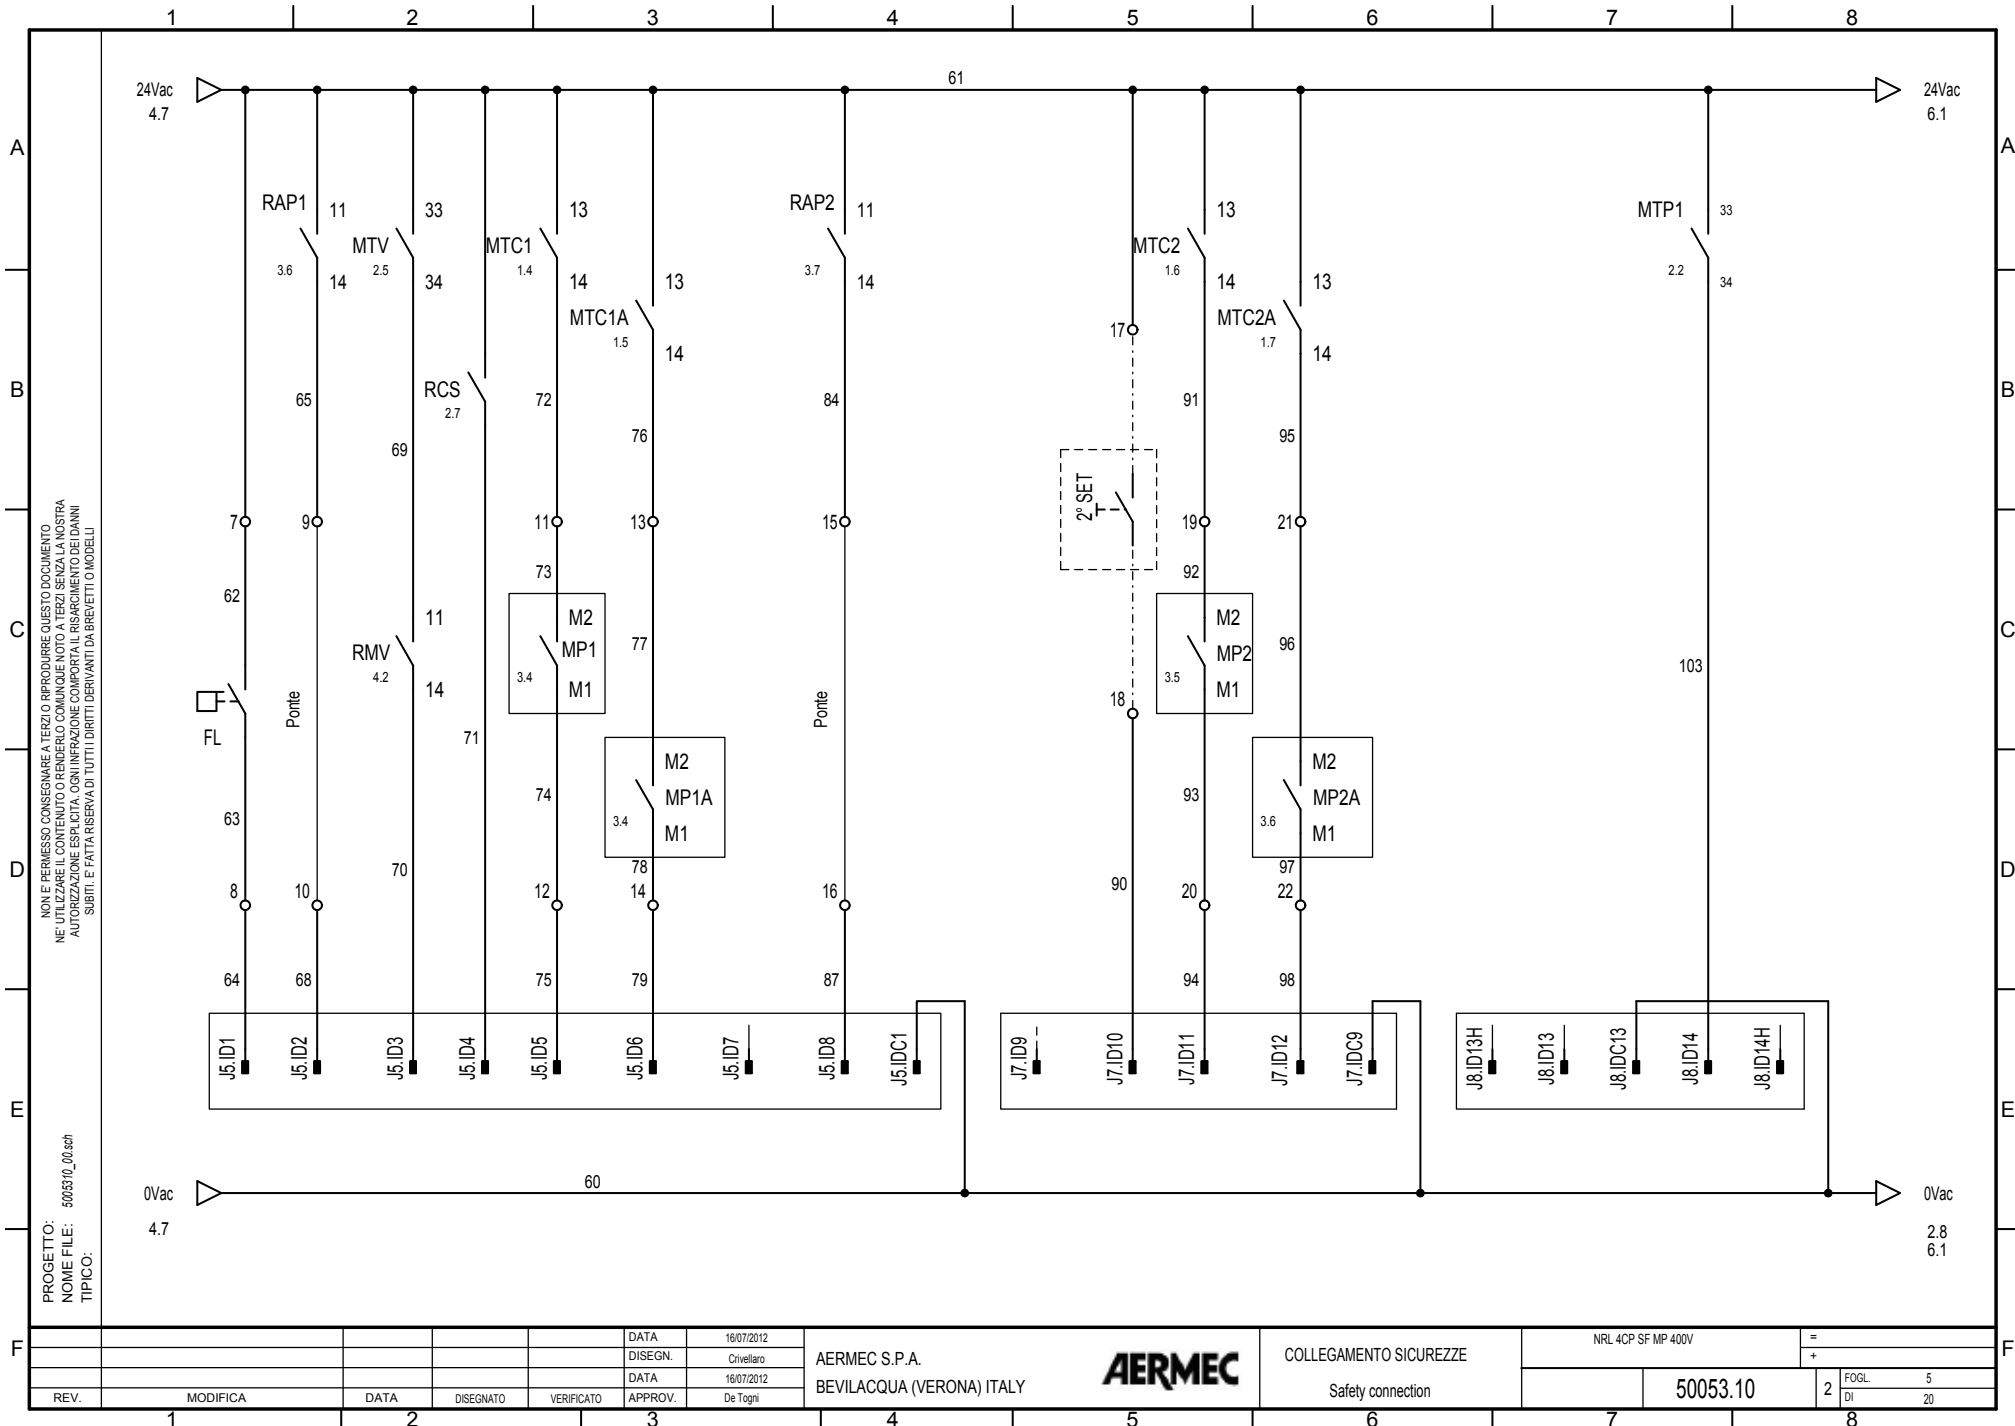 1 2 3 4 5 6 7 8
24Vac 61 24Vac
4.7 6.1
A A
RAP1 11 33 13 RAP2 11 13 MTP1 33
MTV MTC1 MTC2
3.6 2.5 1.4 3.7 1.6 2.2
14 34 14 13 14 14 13 34
MTC1A 17 MTC2A
1.5 1.7
14 14
B RCS B
2.7
65 72 84 91
69 76 95
2° SET
7 9 11 13 15 19 21
73 92
62
C 11 M2 M2 C
RMV MP1 77 MP2 96
4.2 3.4 3.5 103
14 M1 18 M1
FL Ponte 71 Ponte
M2 M2
63 74 MP1A 93 MP2A
3.4 3.6
M1 M1
D 70 78 90 97 D
8 10 12 14 16 20 22
64 68 75 79 87 94 98
J5.ID1 J5.ID2 J5.ID3 J5.ID4 J5.ID5 J5.ID6 J5.ID7 J5.ID8 J5.IDC1 J7.ID9 J7.ID10 J7.ID11 J7.ID12 J7.IDC9 J8.ID13H J8.ID13 J8.IDC13 J8.ID14 J8.ID14H
E E
0Vac 60 0Vac
4.7 2.8
6.1
NON E' PERMESSO CONSEGNARE A TERZI O RIPRODURRE QUESTO DOCUMENTO
NE' UTILIZZARE IL CONTENUTO O RENDERLO COMUNQUE NOTO A TERZI SENZA LA NOSTRA
AUTORIZZAZIONE ESPLICITA. OGNI INFRAZIONE COMPORTA IL RISARCIMENTO DEI DANNI
SUBITI. E' FATTA RISERVA DI TUTTI I DIRITTI DERIVANTI DA BREVETTI O MODELLI
PROGETTO:
NOME FILE: 5005310_00.sch
TIPICO:
F F
DATA 16/07/2012
DISEGN. Crivellaro
DATA 16/07/2012
REV. MODIFICA DATA DISEGNATO VERIFICATO APPROV. De Togni
AERMEC S.P.A.
BEVILACQUA (VERONA) ITALY
AERMEC
COLLEGAMENTO SICUREZZE
Safety connection
NRL 4CP SF MP 400V =
+
50053.10 2 FOGL. 5
DI 20
1 2 3 4 5 6 7 8